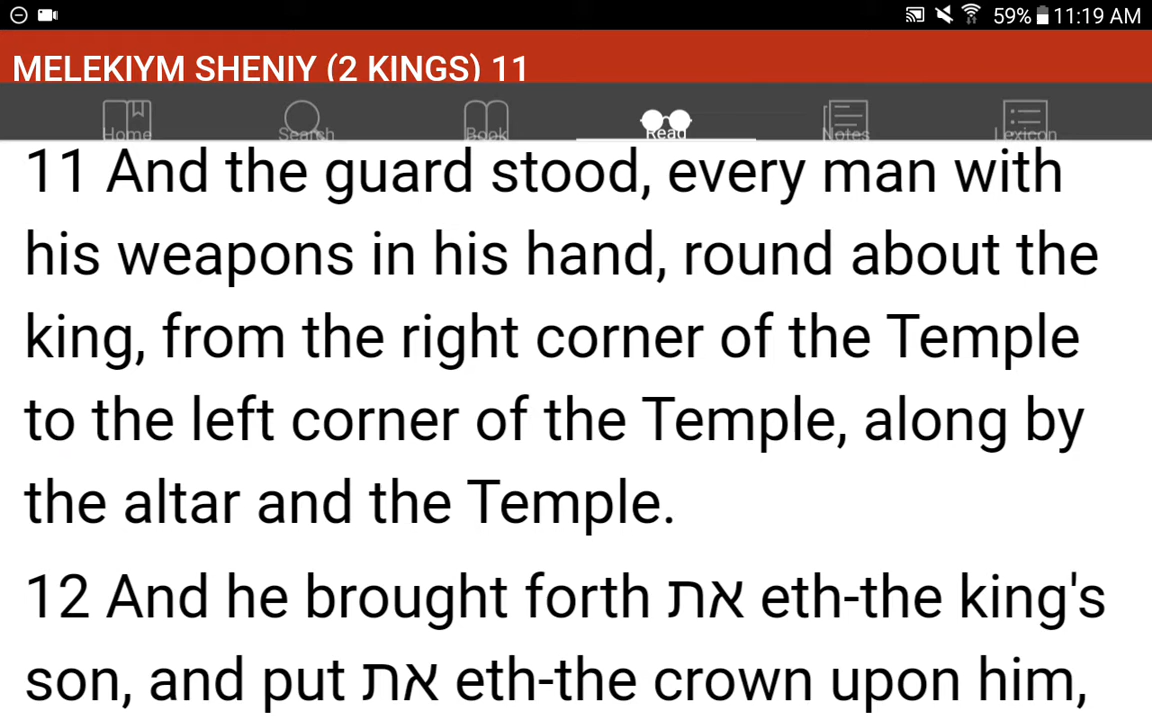 59% 11:19 AM
MELEKIYM SHENIY (2 KINGS) 11
Home Search Book Read Notes Lexicon
11 And the guard stood, every man with
his weapons in his hand, round about the
king, from the right corner of the Temple
to the left corner of the Temple, along by
the altar and the Temple.
12 And he brought forth את eth-the king's
son, and put את eth-the crown upon him,